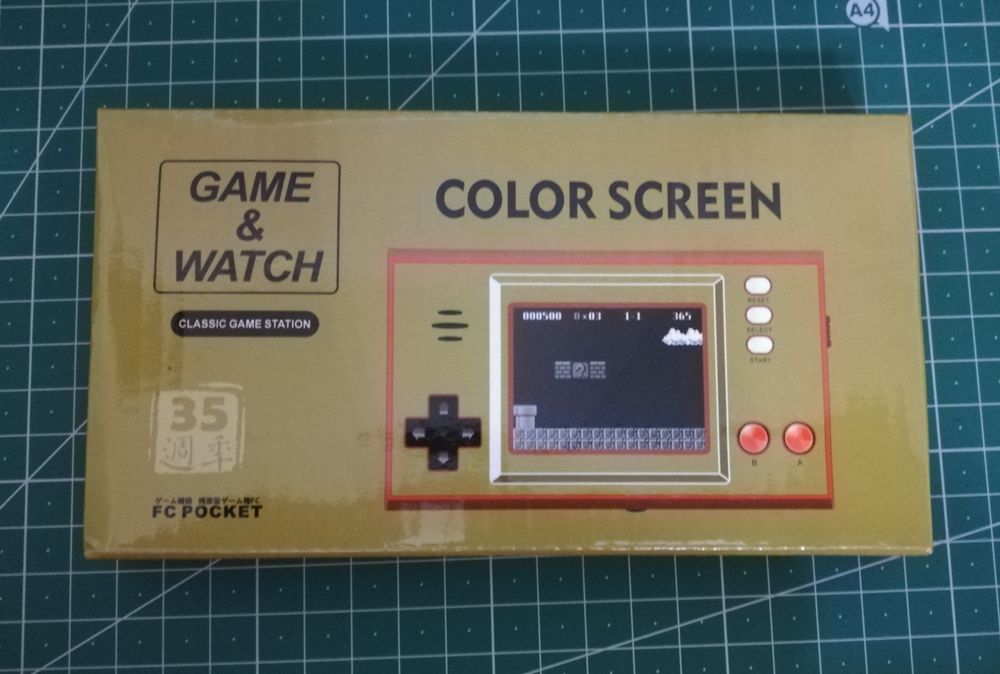 A4
GAME
&
WATCH
COLOR SCREEN
CLASSIC GAME STATION
000500 ×03 1-1 365
RESET
SELECT
START
B A
35
週年
FC POCKET